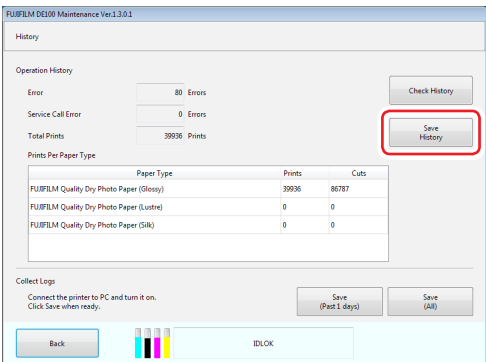 FUJIFILM DE100 Maintenance Ver.1.3.0.1
History
Operation History
Error 80 Errors
Check History
Service Call Error 0 Errors
Save
History
Total Prints 39936 Prints
Prints Per Paper Type
Paper Type Prints Cuts
FUJIFILM Quality Dry Photo Paper (Glossy) 39936 86787
FUJIFILM Quality Dry Photo Paper (Lustre) 0 0
FUJIFILM Quality Dry Photo Paper (Silk) 0 0
Collect Logs
Connect the printer to PC and turn it on.
Click Save when ready.
Save
(Past 1 days)
Save
(All)
Back
IDLOK